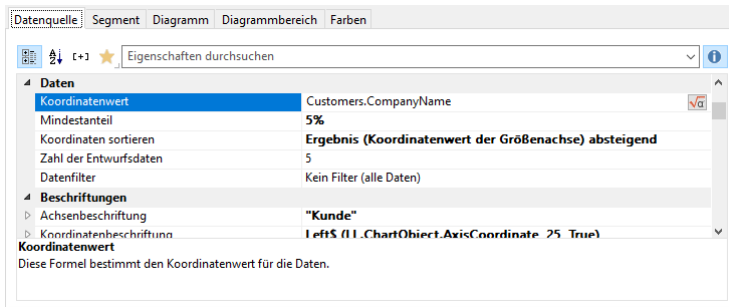 Datenquelle Segment Diagramm Diagrammbereich Farben
Eigenschaften durchsuchen
Daten
Koordinatenwert Customers.CompanyName
Mindestanteil 5%
Koordinaten sortieren Ergebnis (Koordinatenwert der Größenachse) absteigend
Zahl der Entwurfsdaten 5
Datenfilter Kein Filter (alle Daten)
Beschriftungen
Achsenbeschriftung "Kunde"
Koordinatenbeschriftung Left$ (LL.ChartObject.AxisCoordinate, 25, True)
Koordinatenwert
Diese Formel bestimmt den Koordinatenwert für die Daten.